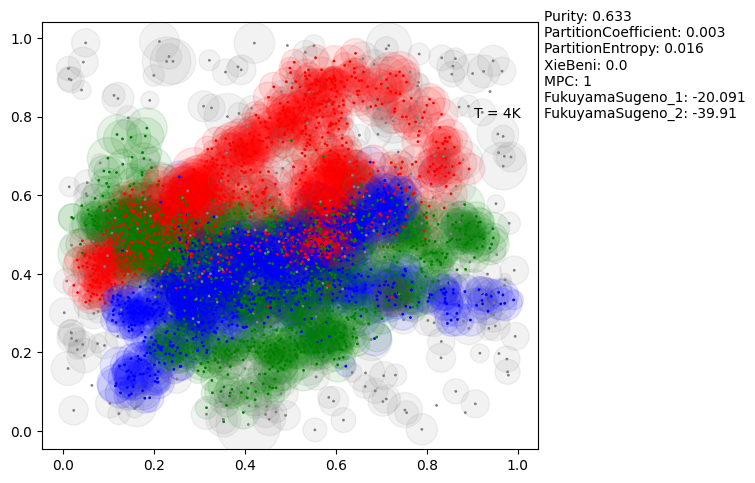 Purity: 0.633
PartitionCoefficient: 0.003
PartitionEntropy: 0.016
XieBeni: 0.0
MPC: 1
FukuyamaSugeno_1: -20.091
FukuyamaSugeno_2: -39.91
T = 4K
1.0
0.8
0.6
0.4
0.2
0.0
0.0 0.2 0.4 0.6 0.8 1.0